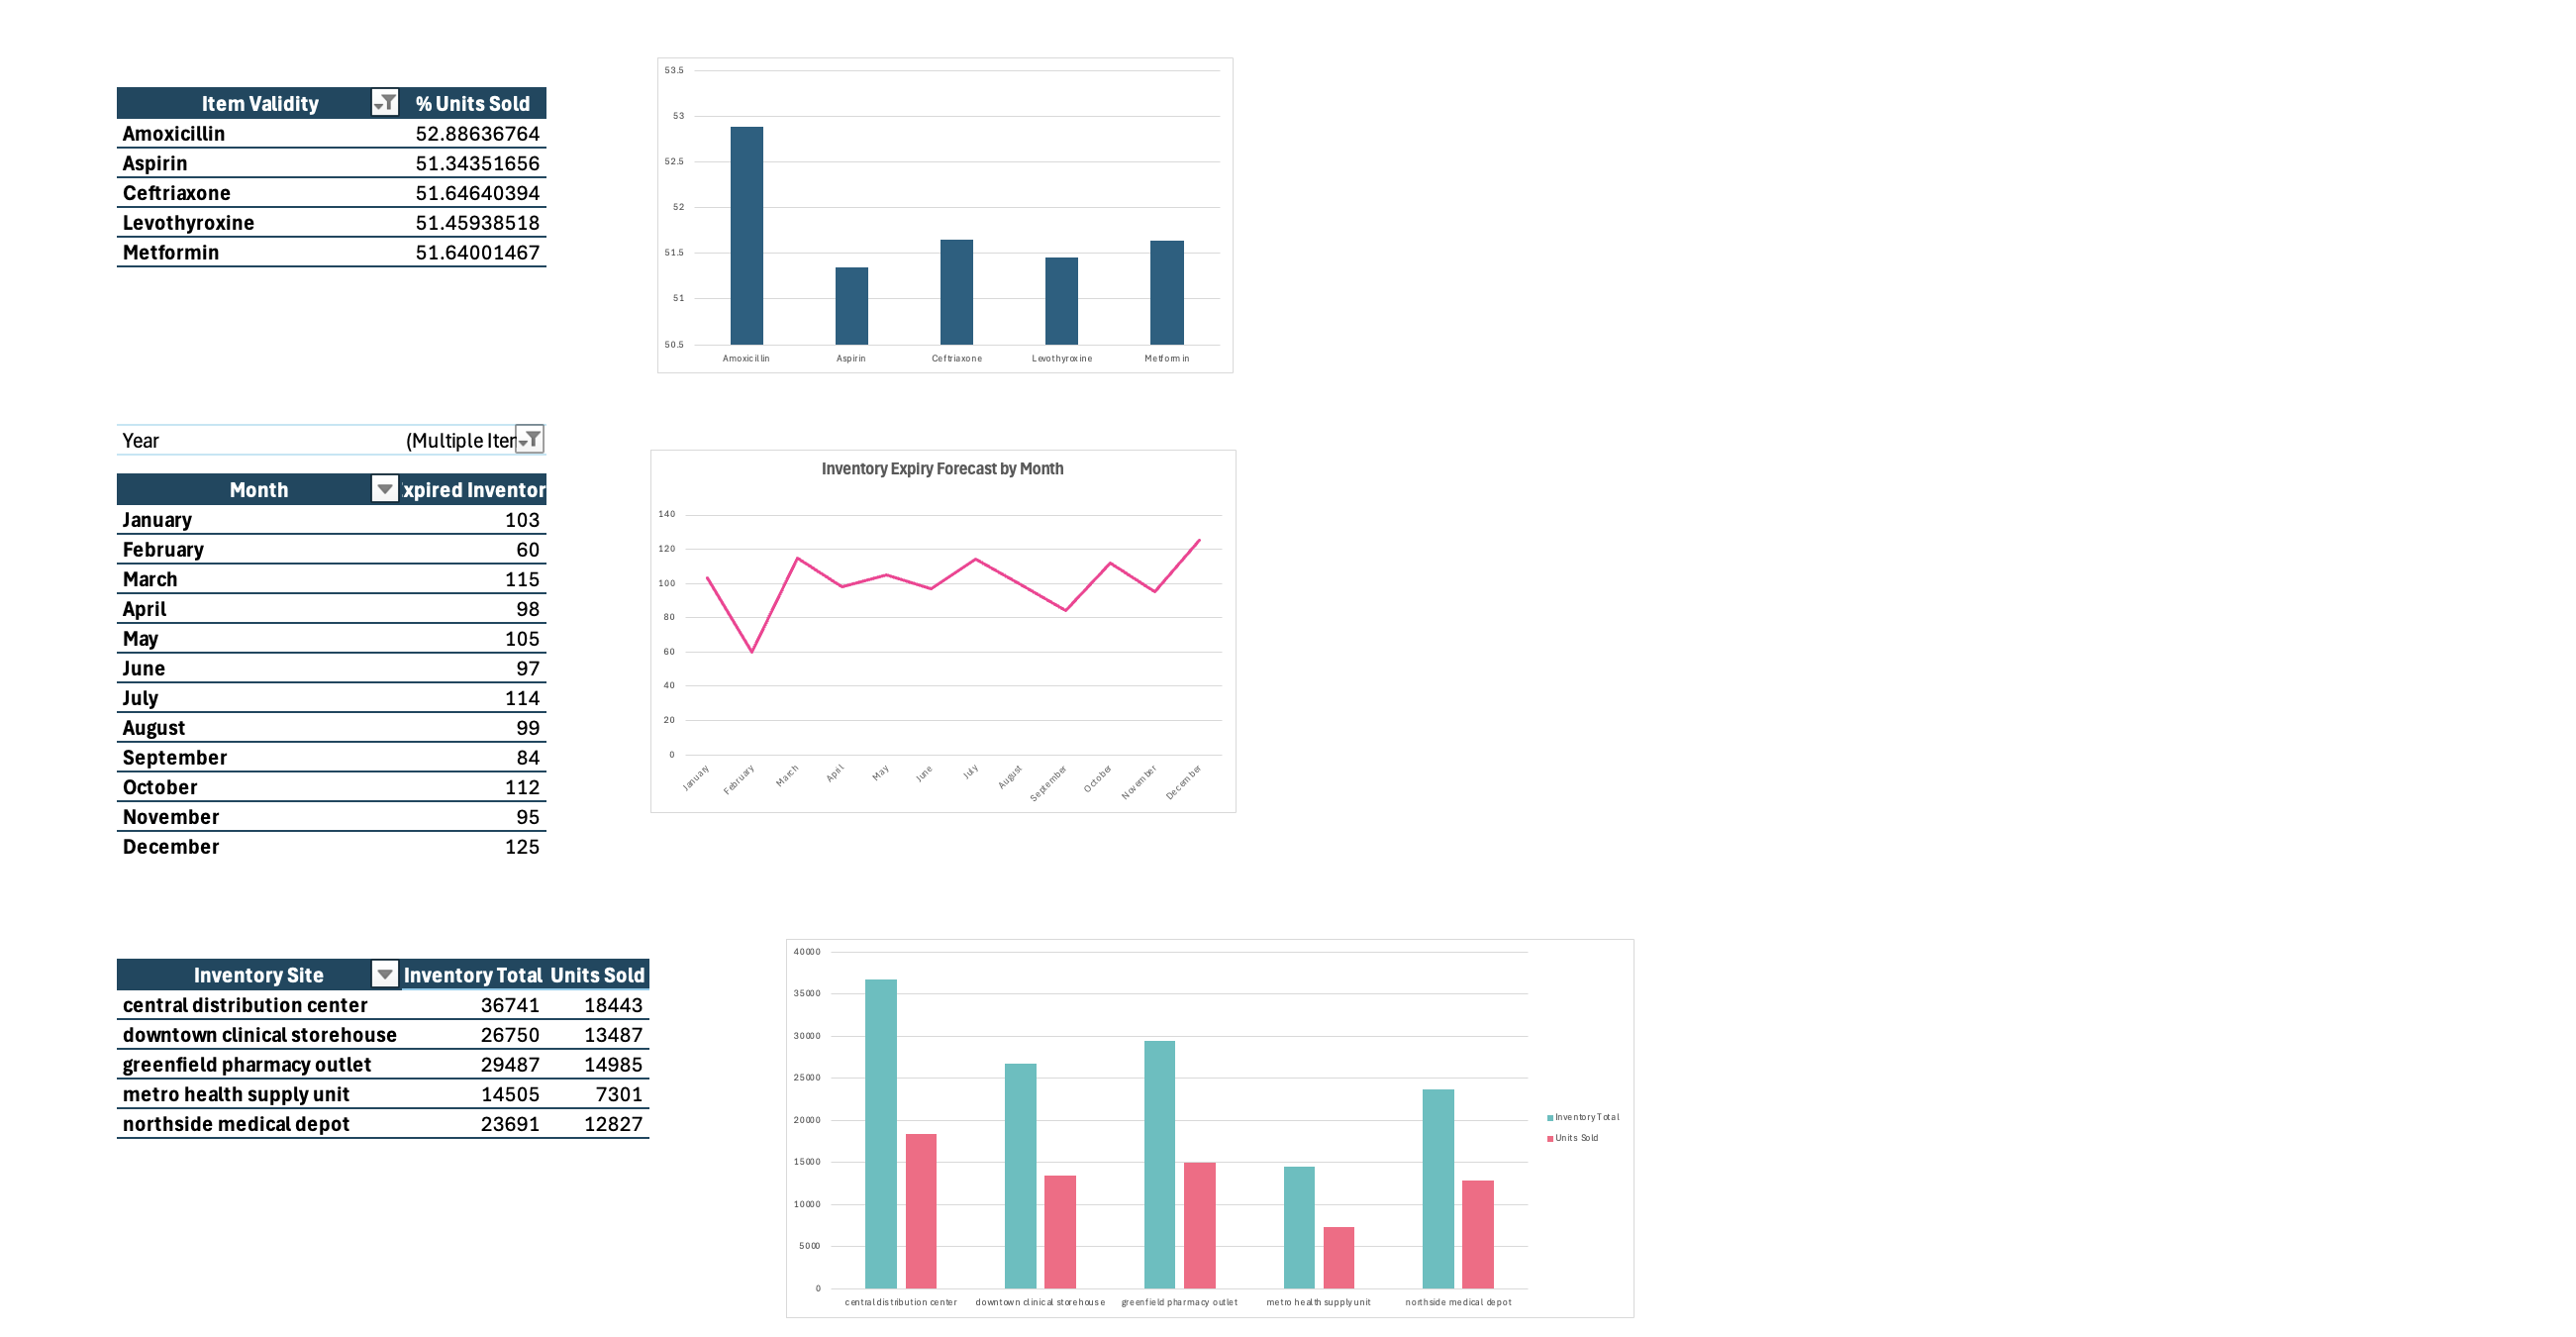 Item Validity % Units Sold
Amoxicillin 52.88636764
Aspirin 51.34351656
Ceftriaxone 51.64640394
Levothyroxine 51.45938518
Metformin 51.64001467
53.5
53
52.5
52
51.5
51
50.5
Amoxicillin Aspirin Ceftriaxone Levothyroxine Metformin
Year (Multiple Iter
Month xpired Inventor
January 103
February 60
March 115
April 98
May 105
June 97
July 114
August 99
September 84
October 112
November 95
December 125
Inventory Expiry Forecast by Month
140
120
100
80
60
40
20
0
January February March April May June July August September October November December
Inventory Site Inventory Total Units Sold
central distribution center 36741 18443
downtown clinical storehouse 26750 13487
greenfield pharmacy outlet 29487 14985
metro health supply unit 14505 7301
northside medical depot 23691 12827
40000
35000
30000
25000
20000
15000
10000
5000
0
central distribution center downtown clinical storehouse greenfield pharmacy outlet metro health supply unit northside medical depot
Inventory Total
Units Sold